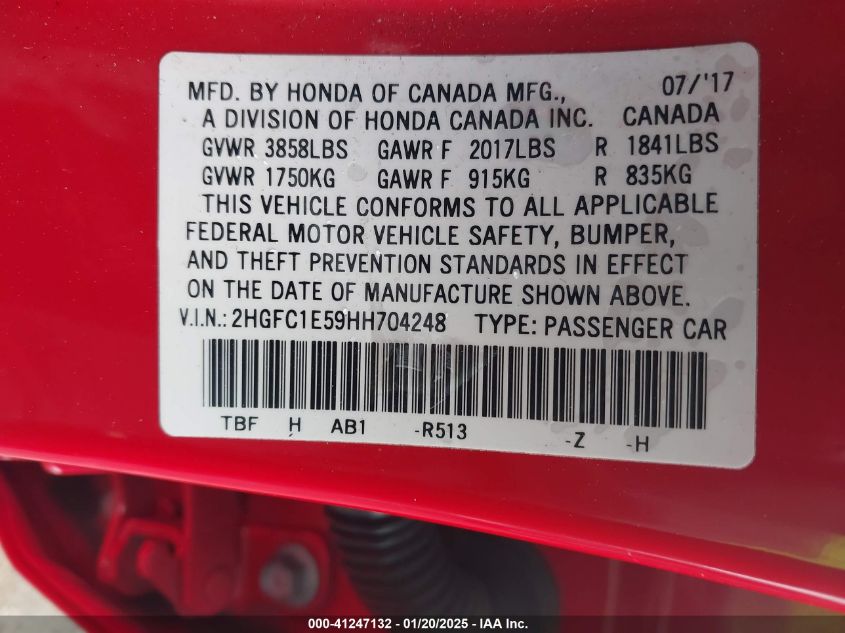 MFD. BY HONDA OF CANADA MFG., 07/'17
A DIVISION OF HONDA CANADA INC. CANADA
GVWR 3858LBS GAWR F 2017LBS R 1841LBS
GVWR 1750KG GAWR F 915KG R 835KG
THIS VEHICLE CONFORMS TO ALL APPLICABLE
FEDERAL MOTOR VEHICLE SAFETY, BUMPER,
AND THEFT PREVENTION STANDARDS IN EFFECT
ON THE DATE OF MANUFACTURE SHOWN ABOVE.
V.I.N.: 2HGFC1E59HH704248 TYPE: PASSENGER CAR
TBF H AB1 -R513 -Z -H
000-41247132 — 01/20/2025 — IAA Inc.